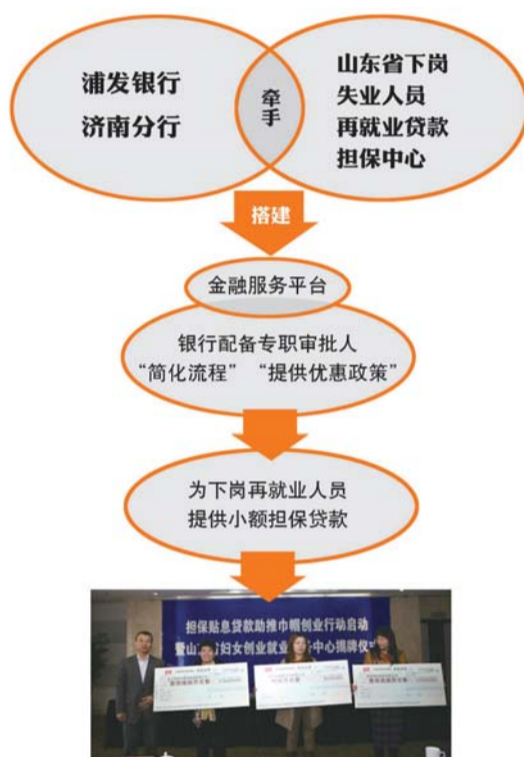 浦发银行
济南分行
牵手
山东省下岗
失业人员
再就业贷款
担保中心
搭建
金融服务平台
银行配备专职审批人
“简化流程” “提供优惠政策”
为下岗再就业人员
提供小额担保贷款
担保贴息贷款助推巾帼创业行动启动